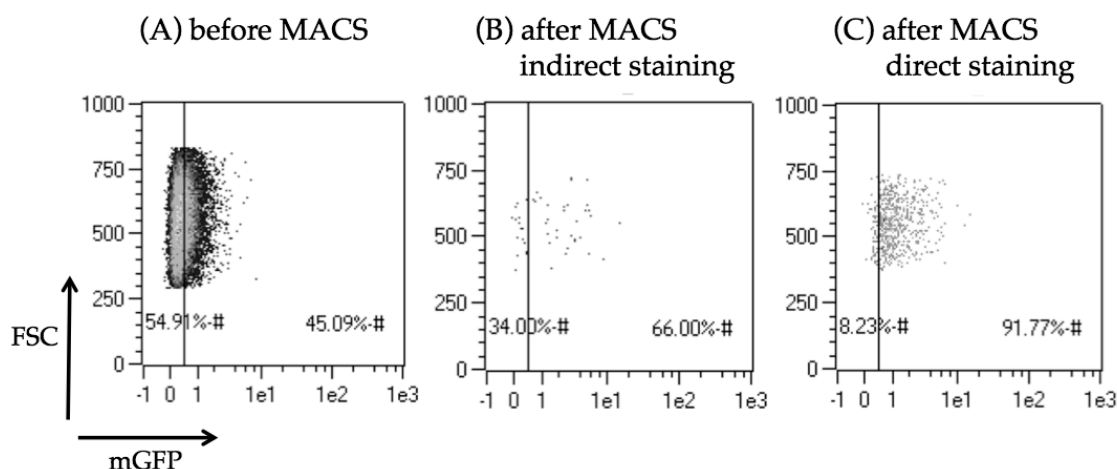 (A) before MACS
(B) after MACS
indirect staining
(C) after MACS
direct staining
1000
750
500
250
0
54.91%-#
45.09%-#
-1 0 1 1e1 1e2 1e3
1000
750
500
250
0
34.00%-#
66.00%-#
-1 0 1 1e1 1e2 1e3
1000
750
500
250
0
8.23%-#
91.77%-#
-1 0 1 1e1 1e2 1e3
FSC
mGFP